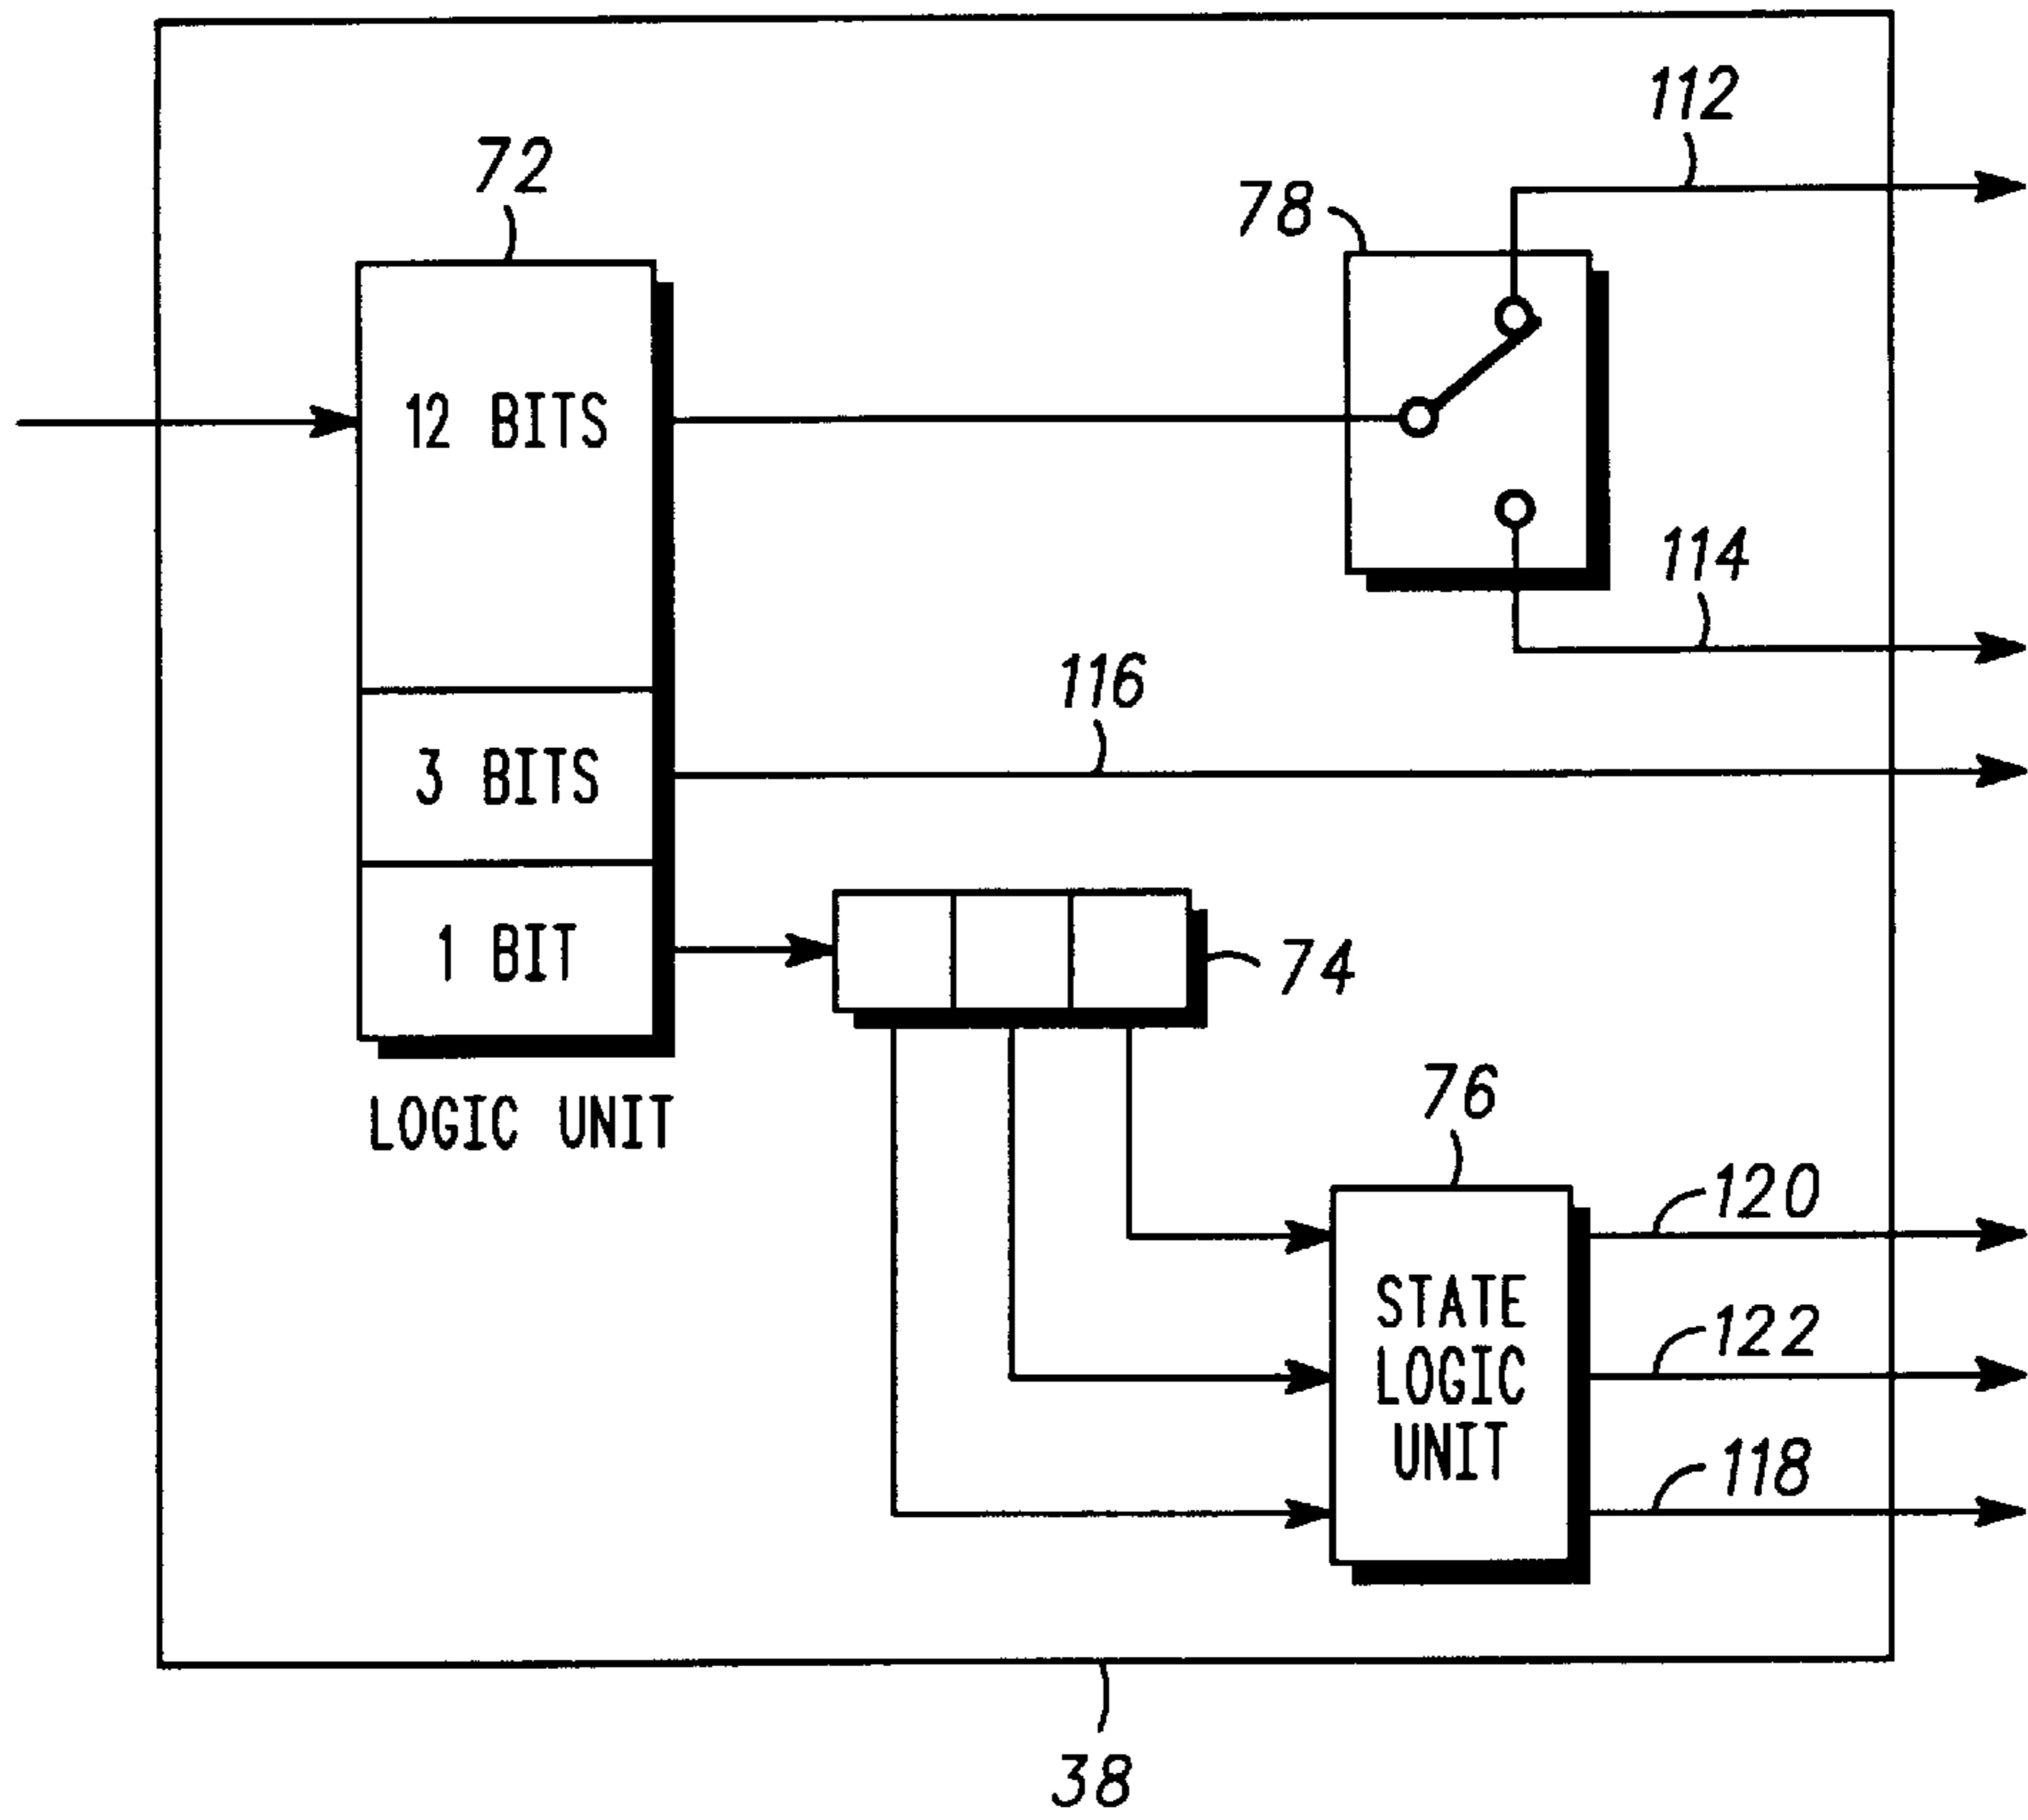 112
72
78
12 BITS
114
116
3 BITS
1 BIT
74
76
LOGIC UNIT
120
STATE
LOGIC
UNIT
122
118
38